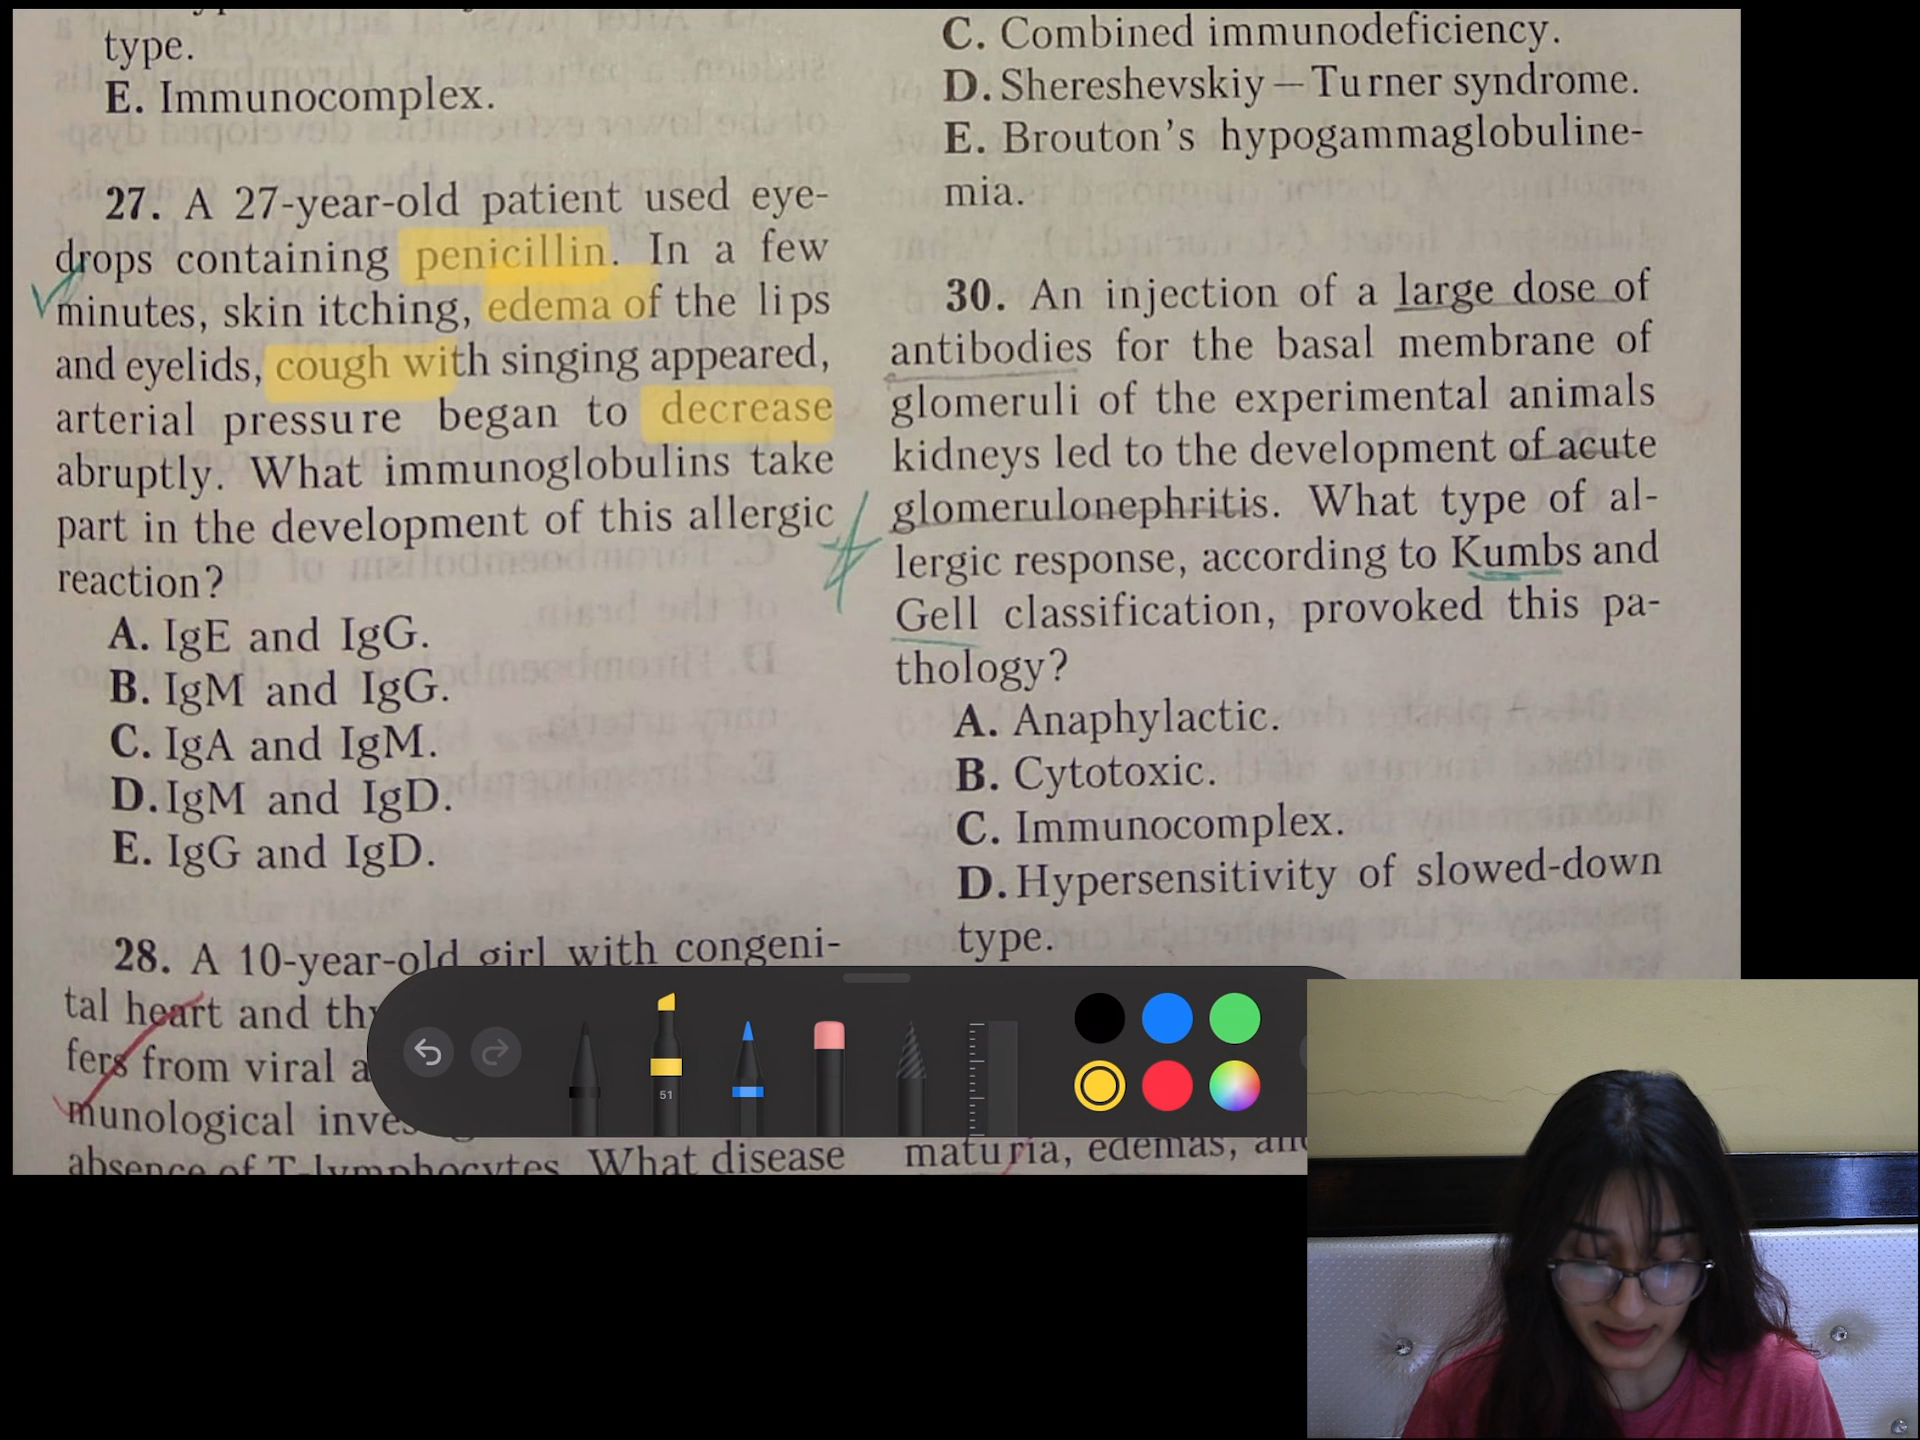 type.
E. Immunocomplex.
27. A 27-year-old patient used eye-
drops containing penicillin. In a few
minutes, skin itching, edema of the lips
and eyelids, cough with singing appeared,
arterial pressure began to decrease
abruptly. What immunoglobulins take
part in the development of this allergic
reaction?
A. IgE and IgG.
B. IgM and IgG.
C. IgA and IgM.
D. IgM and IgD.
E. IgG and IgD.
28. A 10-year-old girl with congeni-
tal heart and thy
fers from viral a
munological inves
absence of T-lymphocytes. What disease
C. Combined immunodeficiency.
D. Shereshevskiy – Turner syndrome.
E. Brouton's hypogammaglobuline-
mia.
30. An injection of a large dose of
antibodies for the basal membrane of
glomeruli of the experimental animals
kidneys led to the development of acute
glomerulonephritis. What type of al-
lergic response, according to Kumbs and
Gell classification, provoked this pa-
thology?
A. Anaphylactic.
B. Cytotoxic.
C. Immunocomplex.
D. Hypersensitivity of slowed-down
type.
maturia, edemas, and
51